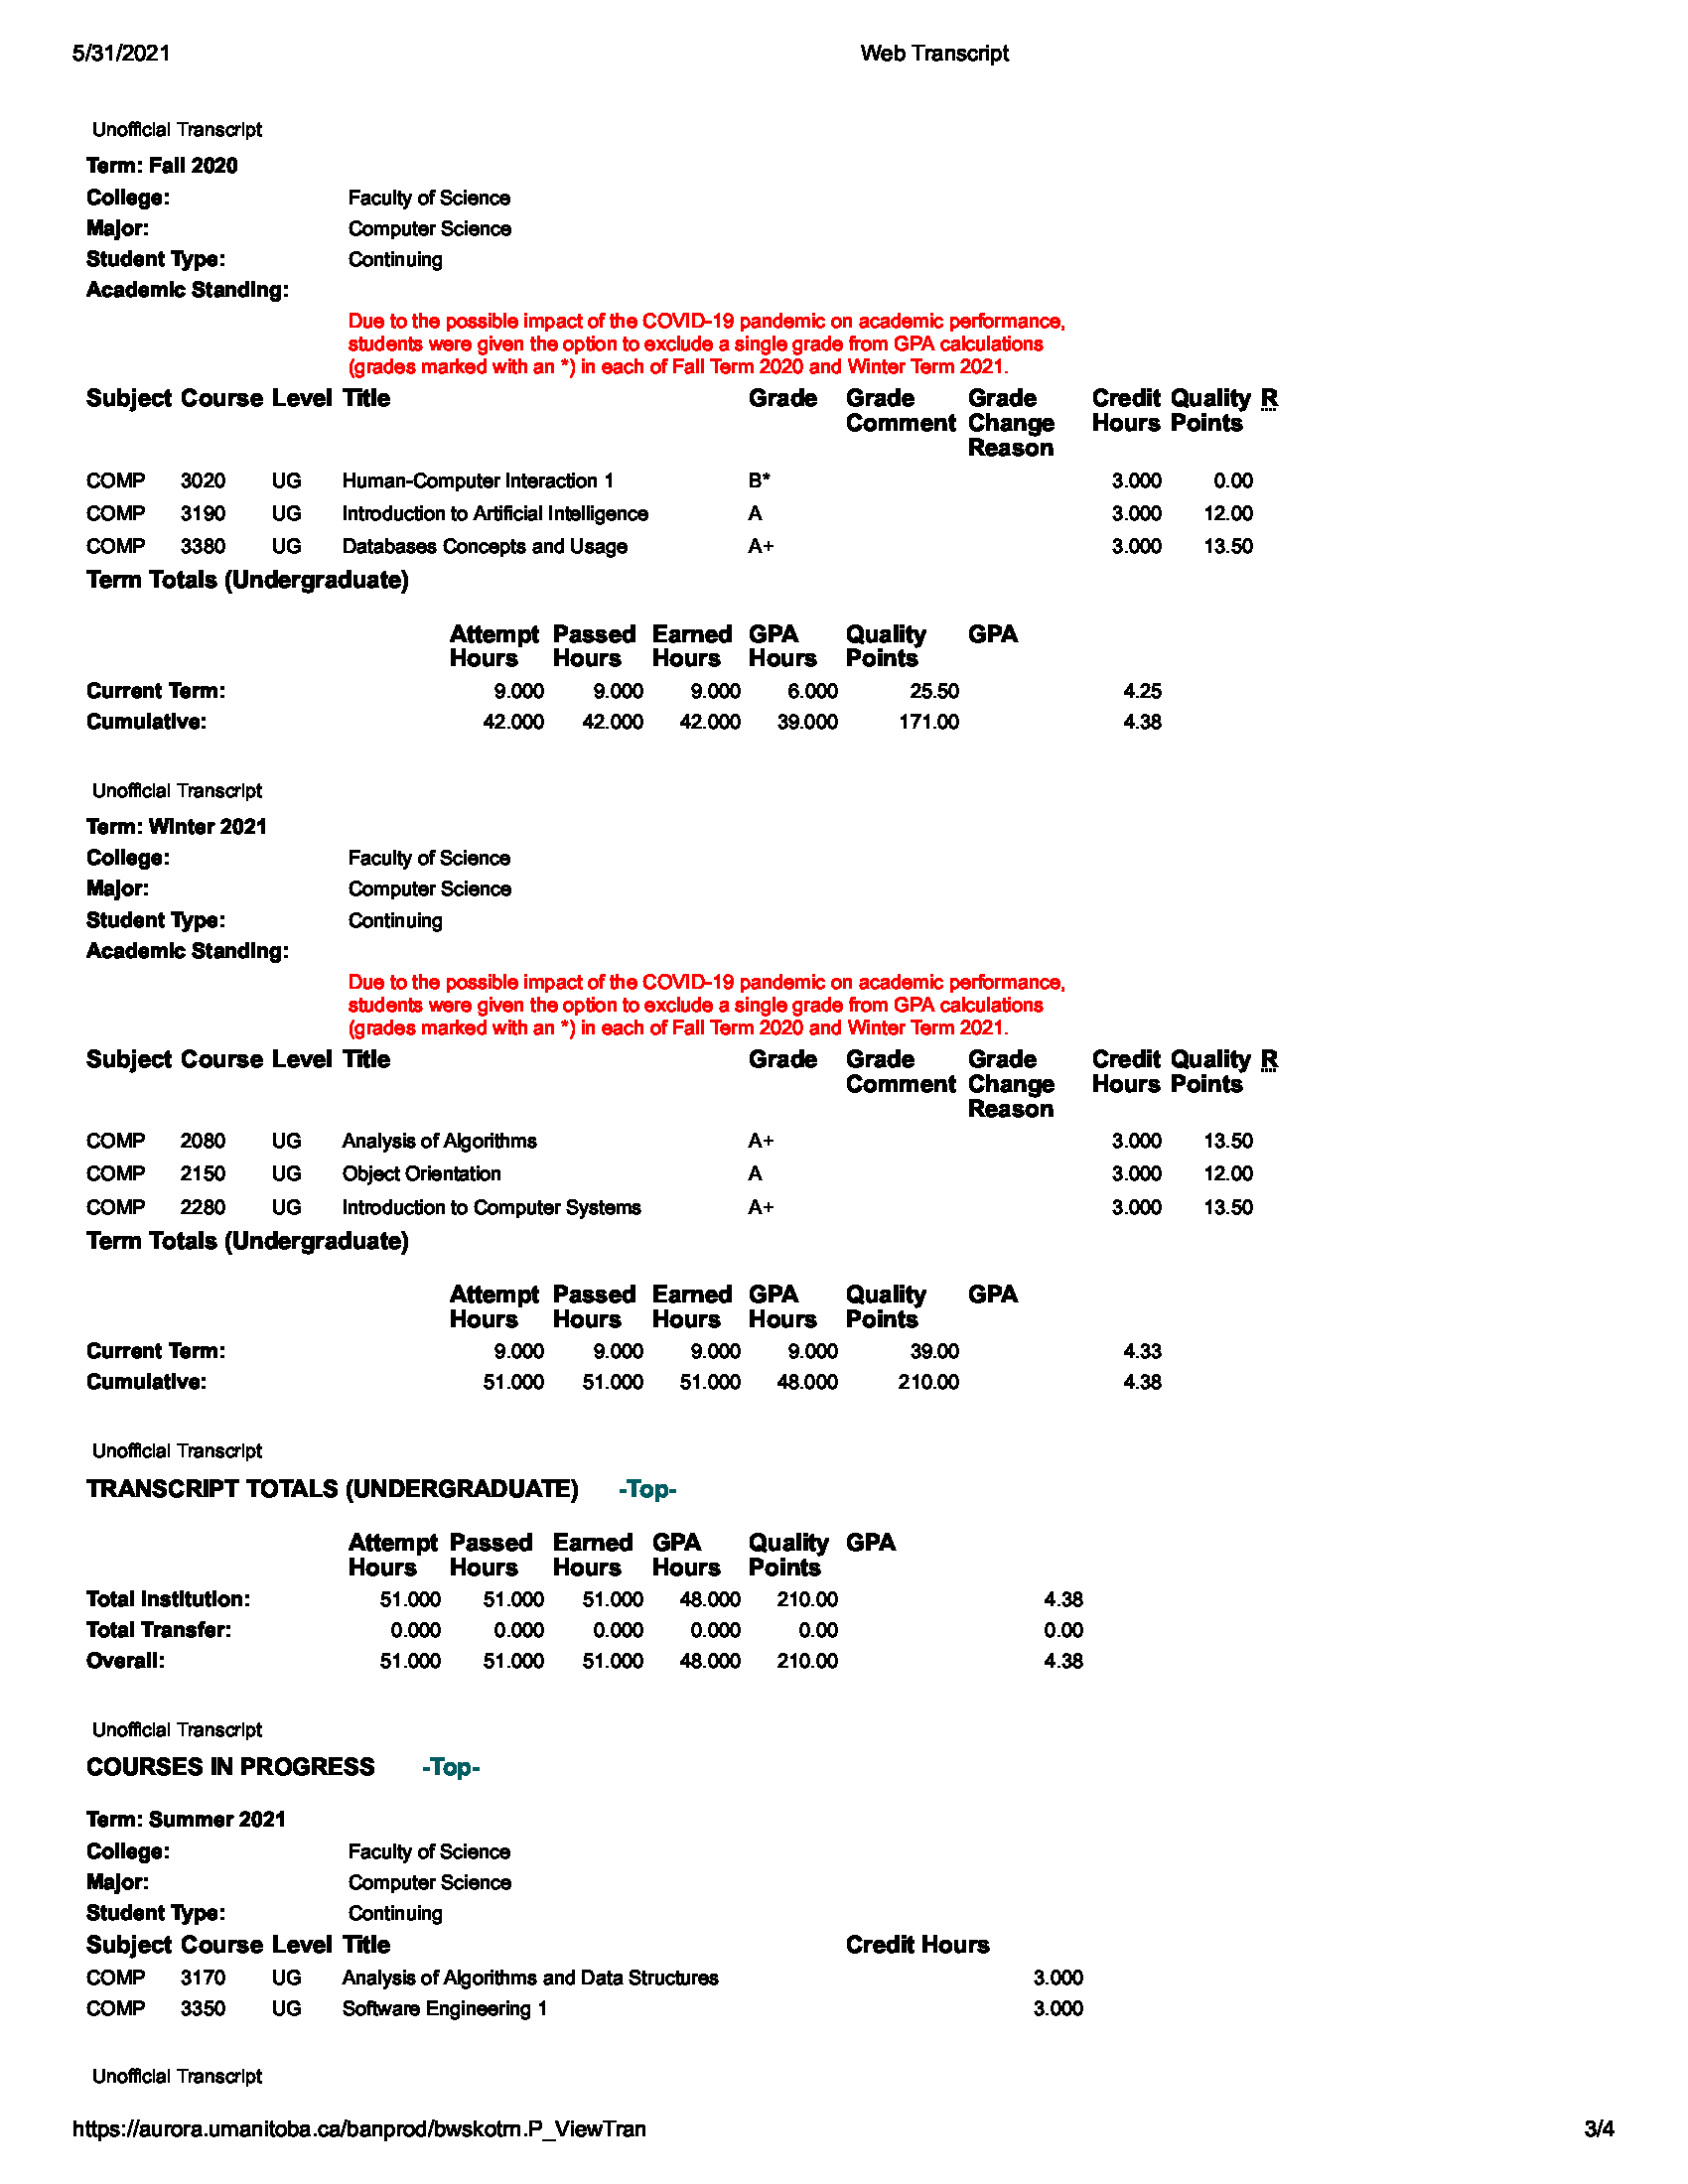 5/31/2021 Web Transcript
Unofficial Transcript
Term: Fall 2020
College: Faculty of Science
Major: Computer Science
Student Type: Continuing
Academic Standing:
Due to the possible impact of the COVID-19 pandemic on academic performance,
students were given the option to exclude a single grade from GPA calculations
(grades marked with an *) in each of Fall Term 2020 and Winter Term 2021.
Subject Course Level Title Grade Grade Grade Credit Quality R
Comment Change Hours Points
Reason
COMP 3020 UG Human-Computer Interaction 1 B* 3.000 0.00
COMP 3190 UG Introduction to Artificial Intelligence A 3.000 12.00
COMP 3380 UG Databases Concepts and Usage A+ 3.000 13.50
Term Totals (Undergraduate)
Attempt Passed Earned GPA Quality GPA
Hours Hours Hours Hours Points
Current Term: 9.000 9.000 9.000 6.000 25.50 4.25
Cumulative: 42.000 42.000 42.000 39.000 171.00 4.38
Unofficial Transcript
Term: Winter 2021
College: Faculty of Science
Major: Computer Science
Student Type: Continuing
Academic Standing:
Due to the possible impact of the COVID-19 pandemic on academic performance,
students were given the option to exclude a single grade from GPA calculations
(grades marked with an *) in each of Fall Term 2020 and Winter Term 2021.
Subject Course Level Title Grade Grade Grade Credit Quality R
Comment Change Hours Points
Reason
COMP 2080 UG Analysis of Algorithms A+ 3.000 13.50
COMP 2150 UG Object Orientation A 3.000 12.00
COMP 2280 UG Introduction to Computer Systems A+ 3.000 13.50
Term Totals (Undergraduate)
Attempt Passed Earned GPA Quality GPA
Hours Hours Hours Hours Points
Current Term: 9.000 9.000 9.000 9.000 39.00 4.33
Cumulative: 51.000 51.000 51.000 48.000 210.00 4.38
Unofficial Transcript
TRANSCRIPT TOTALS (UNDERGRADUATE) -Top-
Attempt Passed Earned GPA Quality GPA
Hours Hours Hours Hours Points
Total Institution: 51.000 51.000 51.000 48.000 210.00 4.38
Total Transfer: 0.000 0.000 0.000 0.000 0.00 0.00
Overall: 51.000 51.000 51.000 48.000 210.00 4.38
Unofficial Transcript
COURSES IN PROGRESS -Top-
Term: Summer 2021
College: Faculty of Science
Major: Computer Science
Student Type: Continuing
Subject Course Level Title Credit Hours
COMP 3170 UG Analysis of Algorithms and Data Structures 3.000
COMP 3350 UG Software Engineering 1 3.000
Unofficial Transcript
https://aurora.umanitoba.ca/banprod/bwskotrn.P_ViewTran 3/4